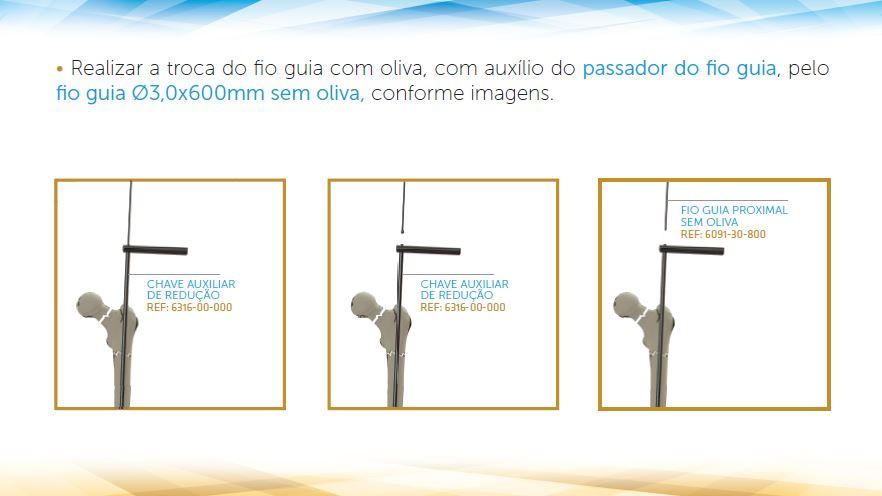 • Realizar a troca do fio guia com oliva, com auxílio do passador do fio guia, pelo
fio guia Ø3,0x600mm sem oliva, conforme imagens.
CHAVE AUXILIAR
DE REDUÇÃO
REF: 6316-00-000
CHAVE AUXILIAR
DE REDUÇÃO
REF: 6316-00-000
FIO GUIA PROXIMAL
SEM OLIVA
REF: 6091-30-800